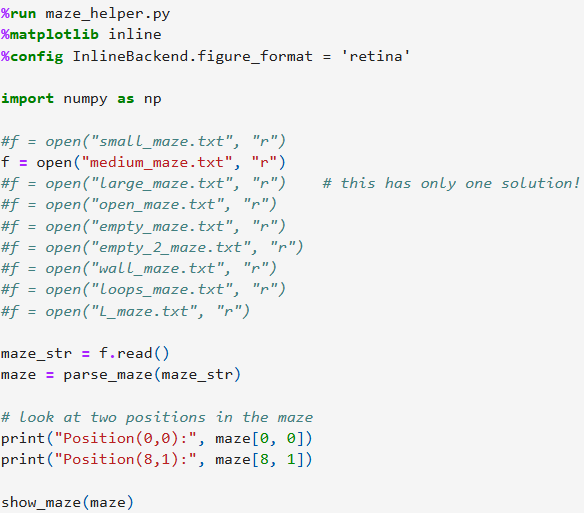 %run maze_helper.py
%matplotlib inline
%config InlineBackend.figure_format = 'retina'
import numpy as np
#f = open("small_maze.txt", "r")
f = open("medium_maze.txt", "r")
#f = open("large_maze.txt", "r")    # this has only one solution!
#f = open("open_maze.txt", "r")
#f = open("empty_maze.txt", "r")
#f = open("empty_2_maze.txt", "r")
#f = open("wall_maze.txt", "r")
#f = open("loops_maze.txt", "r")
#f = open("L_maze.txt", "r")
maze_str = f.read()
maze = parse_maze(maze_str)
# look at two positions in the maze
print("Position(0,0):", maze[0, 0])
print("Position(8,1):", maze[8, 1])
show_maze(maze)